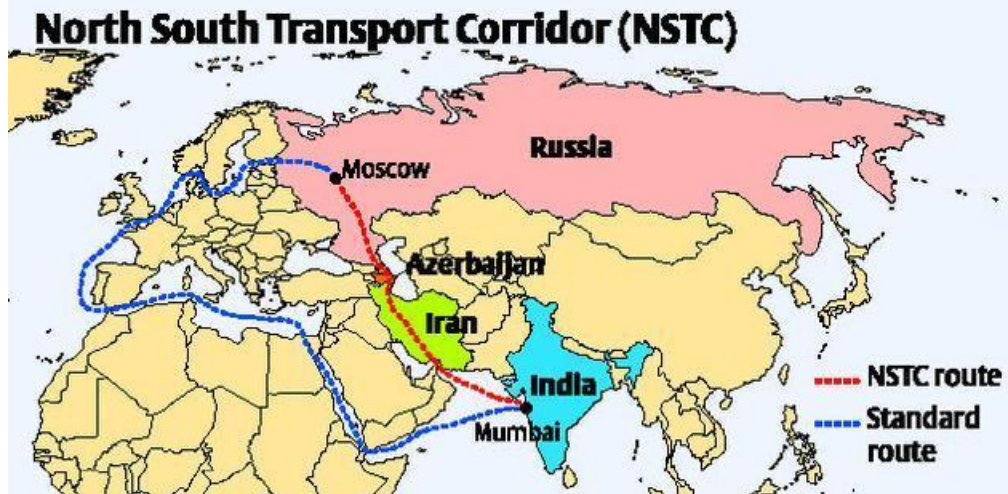 North South Transport Corridor (NSTC)
Russia
Moscow
Azerbaijan
Iran
India
Mumbai
NSTC route
Standard
route